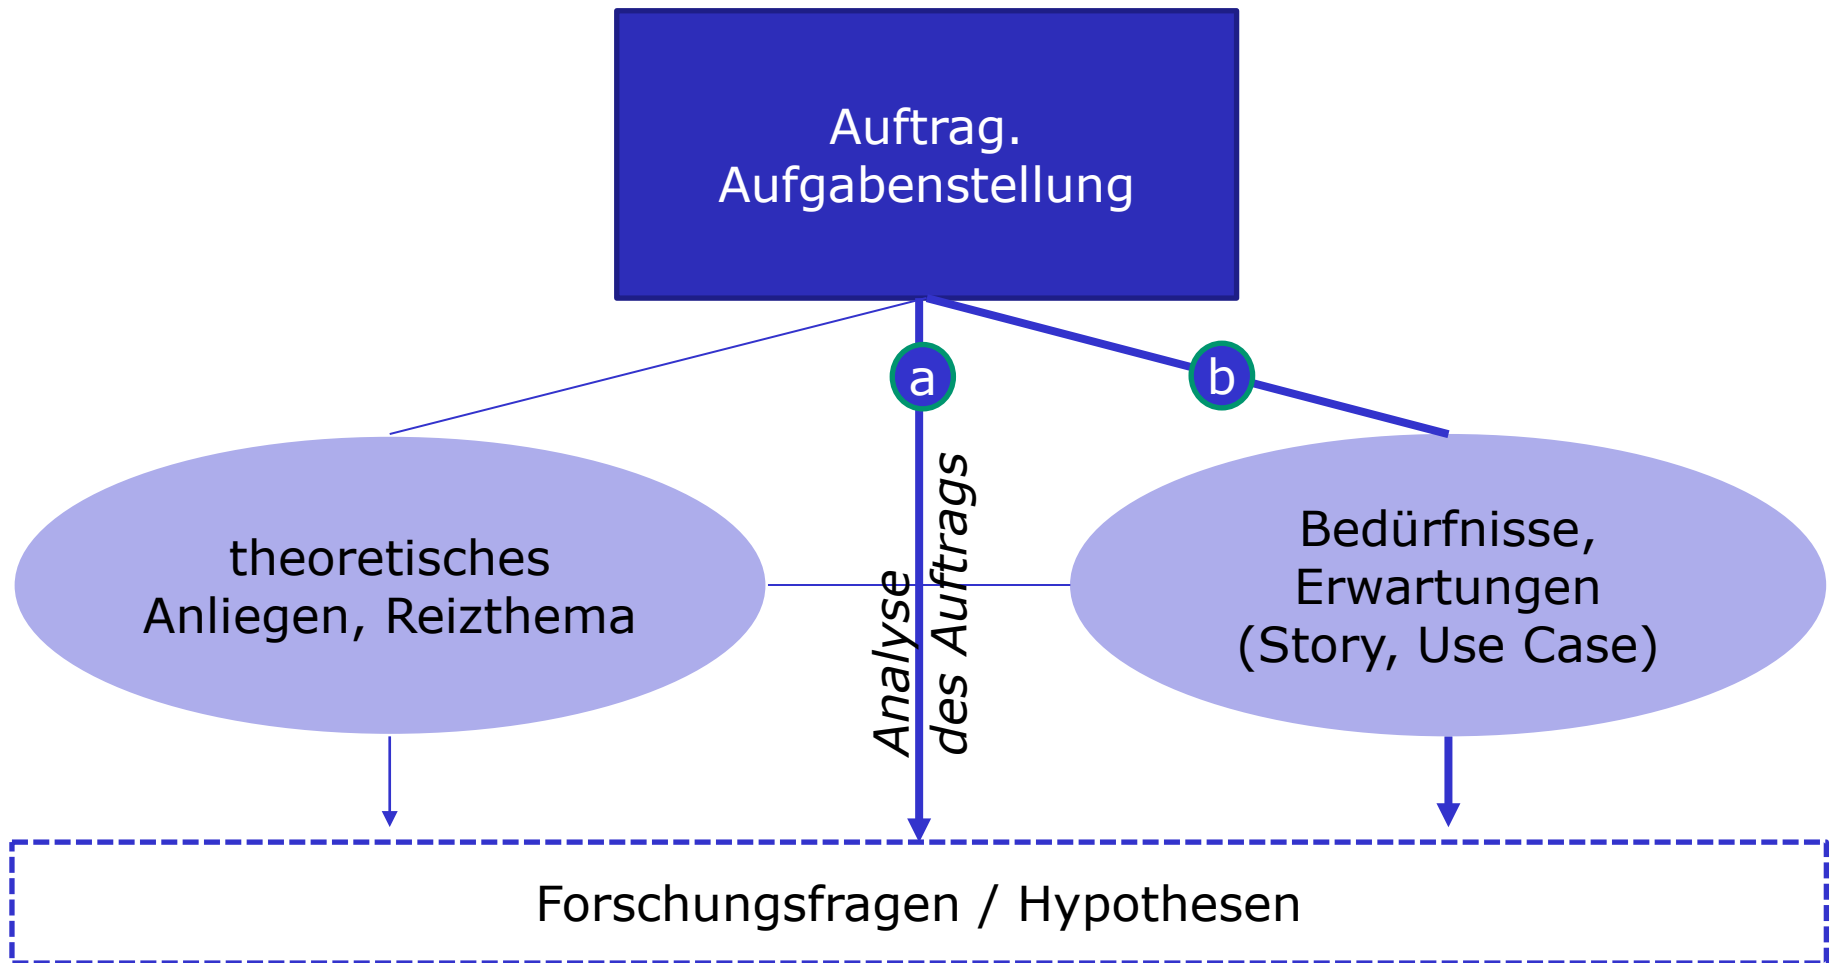 Auftrag.
Aufgabenstellung
a
b
theoretisches
Anliegen, Reizthema
Analyse
des Auftrags
Bedürfnisse,
Erwartungen
(Story, Use Case)
Forschungsfragen / Hypothesen